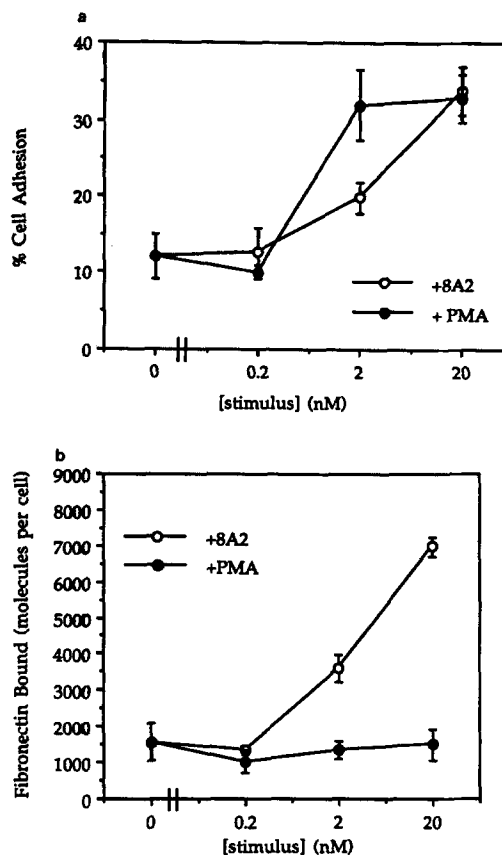 a
40
30
20
10
0
% Cell Adhesion
+8A2
+ PMA
0
0.2
2
20
[stimulus] (nM)
b
9000
8000
7000
6000
5000
4000
3000
2000
1000
0
Fibronectin Bound (molecules per cell)
+8A2
+PMA
0
0.2
2
20
[stimulus] (nM)